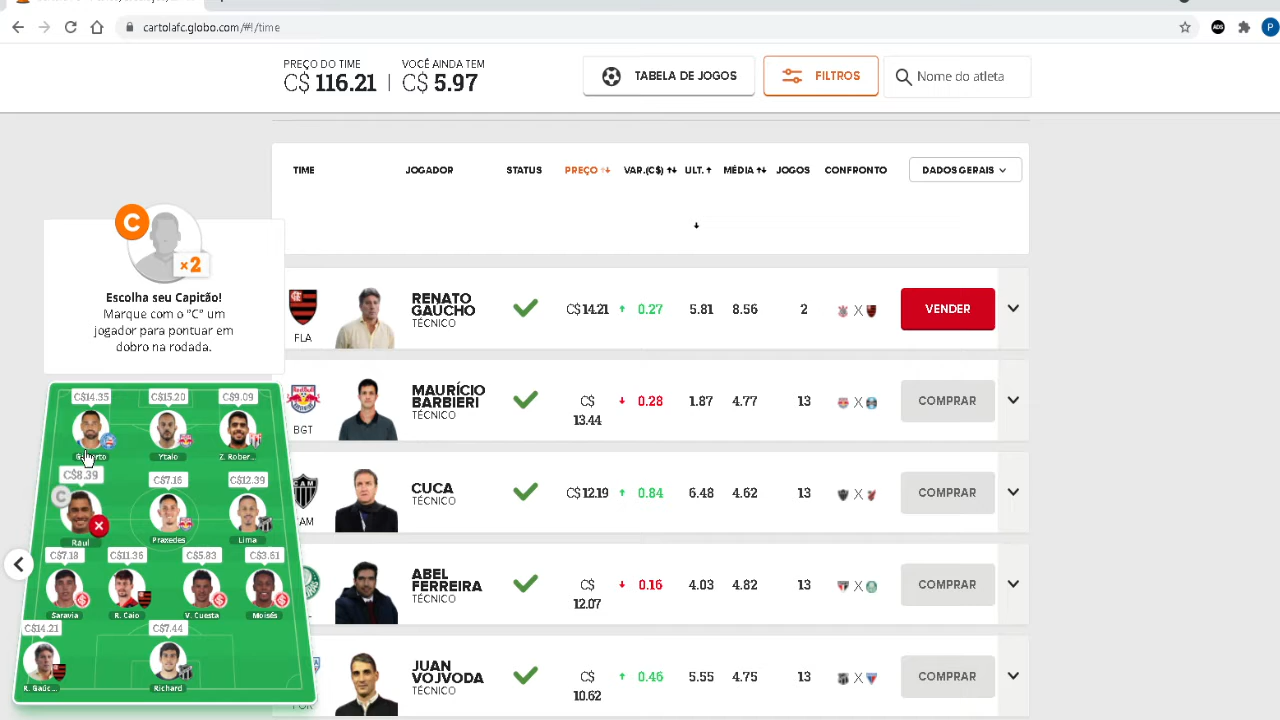 cartolafc.globo.com/#!/time
P
PREÇO DO TIME
C$ 116.21
VOCÊ AINDA TEM
C$ 5.97
TABELA DE JOGOS
FILTROS
Nome do atleta
TIME
JOGADOR
STATUS
PREÇO
VAR.(C$)
ULT.
MÉDIA
JOGOS
CONFRONTO
DADOS GERAIS
C
x2
Escolha seu Capitão!
Marque com o "C" um
jogador para pontuar em
dobro na rodada.
FLA
RENATO
GAÚCHO
TÉCNICO
C$ 14.21
0.27
5.81
8.56
2
X
VENDER
BGT
MAURÍCIO
BARBIERI
TÉCNICO
C$
13.44
0.28
1.87
4.77
13
X
COMPRAR
CAM
CUCA
TÉCNICO
C$ 12.19
0.84
6.48
4.62
13
X
COMPRAR
ABEL
FERREIRA
TÉCNICO
C$
12.07
0.16
4.03
4.82
13
X
COMPRAR
JUAN
VOJVODA
TÉCNICO
C$
10.62
0.46
5.55
4.75
13
X
COMPRAR
C$14.35
C$15.20
C$9.09
Ytalo
Z. Rober...
C$8.39
C$7.16
C$12.39
C
Raul
Praxedes
Lima
C$7.18
C$11.36
C$5.83
C$3.61
Saravia
R. Caio
V. Cuesta
Moisés
C$14.21
C$7.44
R. Gaúc...
Richard